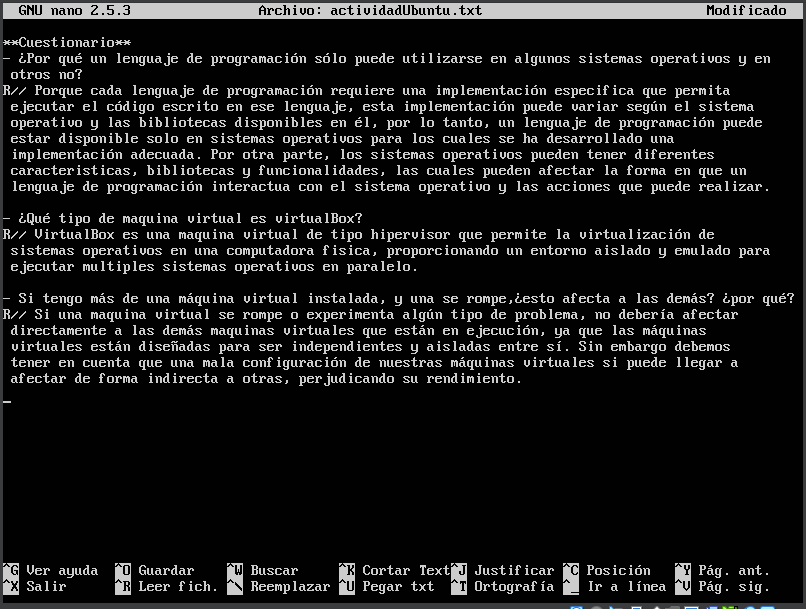 GNU nano 2.5.3 Archivo: actividadUbuntu.txt Modificado
**Cuestionario**
- ¿Por qué un lenguaje de programación sólo puede utilizarse en algunos sistemas operativos y en
otros no?
R// Porque cada lenguaje de programación requiere una implementación especifica que permita
ejecutar el código escrito en ese lenguaje, esta implementación puede variar según el sistema
operativo y las bibliotecas disponibles en él, por lo tanto, un lenguaje de programación puede
estar disponible solo en sistemas operativos para los cuales se ha desarrollado una
implementación adecuada. Por otra parte, los sistemas operativos pueden tener diferentes
caracteristicas, bibliotecas y funcionalidades, las cuales pueden afectar la forma en que un
lenguaje de programación interactua con el sistema operativo y las acciones que puede realizar.
- ¿Qué tipo de maquina virtual es virtualBox?
R// VirtualBox es una maquina virtual de tipo hipervisor que permite la virtualización de
sistemas operativos en una computadora fisica, proporcionando un entorno aislado y emulado para
ejecutar multiples sistemas operativos en paralelo.
- Si tengo más de una máquina virtual instalada, y una se rompe,¿esto afecta a las demás? ¿por qué?
R// Si una maquina virtual se rompe o experimenta algún tipo de problema, no debería afectar
directamente a las demás maquinas virtuales que están en ejecución, ya que las máquinas
virtuales están diseñadas para ser independientes y aisladas entre sí. Sin embargo debemos
tener en cuenta que una mala configuración de nuestras máquinas virtuales si puede llegar a
afectar de forma indirecta a otras, perjudicando su rendimiento.
^G Ver ayuda ^O Guardar ^W Buscar ^K Cortar Text ^J Justificar ^C Posición ^Y Pág. ant.
^X Salir ^R Leer fich. ^\ Reemplazar ^U Pegar txt ^T Ortografía ^_ Ir a línea ^V Pág. sig.